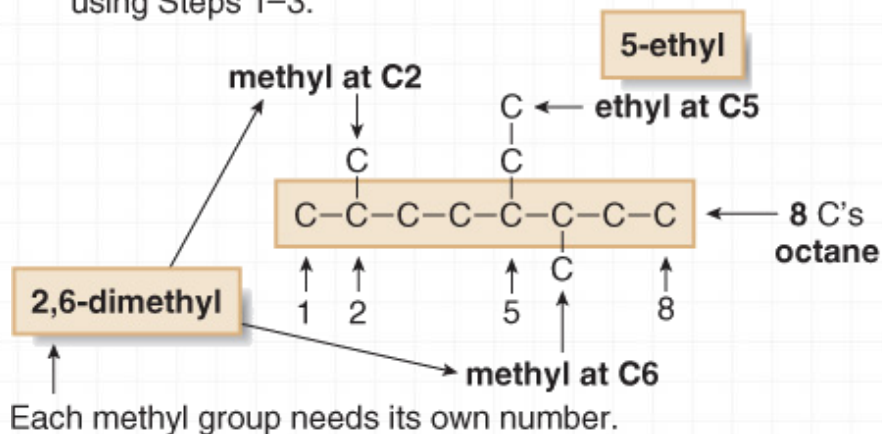 using Steps 1–3.
5-ethyl
methyl at C2
C
ethyl at C5
C
C
C–C–C–C–C–C–C–C
8 C's
octane
C
2,6-dimethyl
1
2
5
8
methyl at C6
Each methyl group needs its own number.